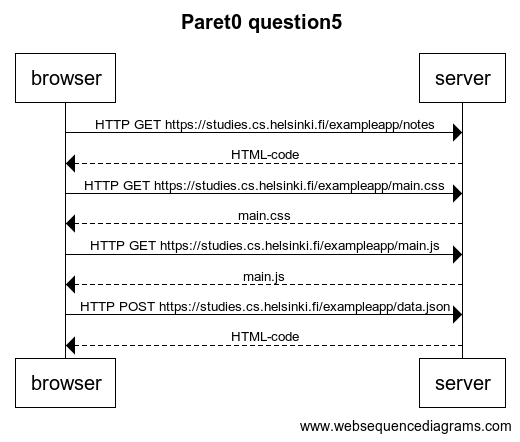 Paret0 question5
browser server
HTTP GET https://studies.cs.helsinki.fi/exampleapp/notes
HTML-code
HTTP GET https://studies.cs.helsinki.fi/exampleapp/main.css
main.css
HTTP GET https://studies.cs.helsinki.fi/exampleapp/main.js
main.js
HTTP POST https://studies.cs.helsinki.fi/exampleapp/data.json
HTML-code
browser server
www.websequencediagrams.com